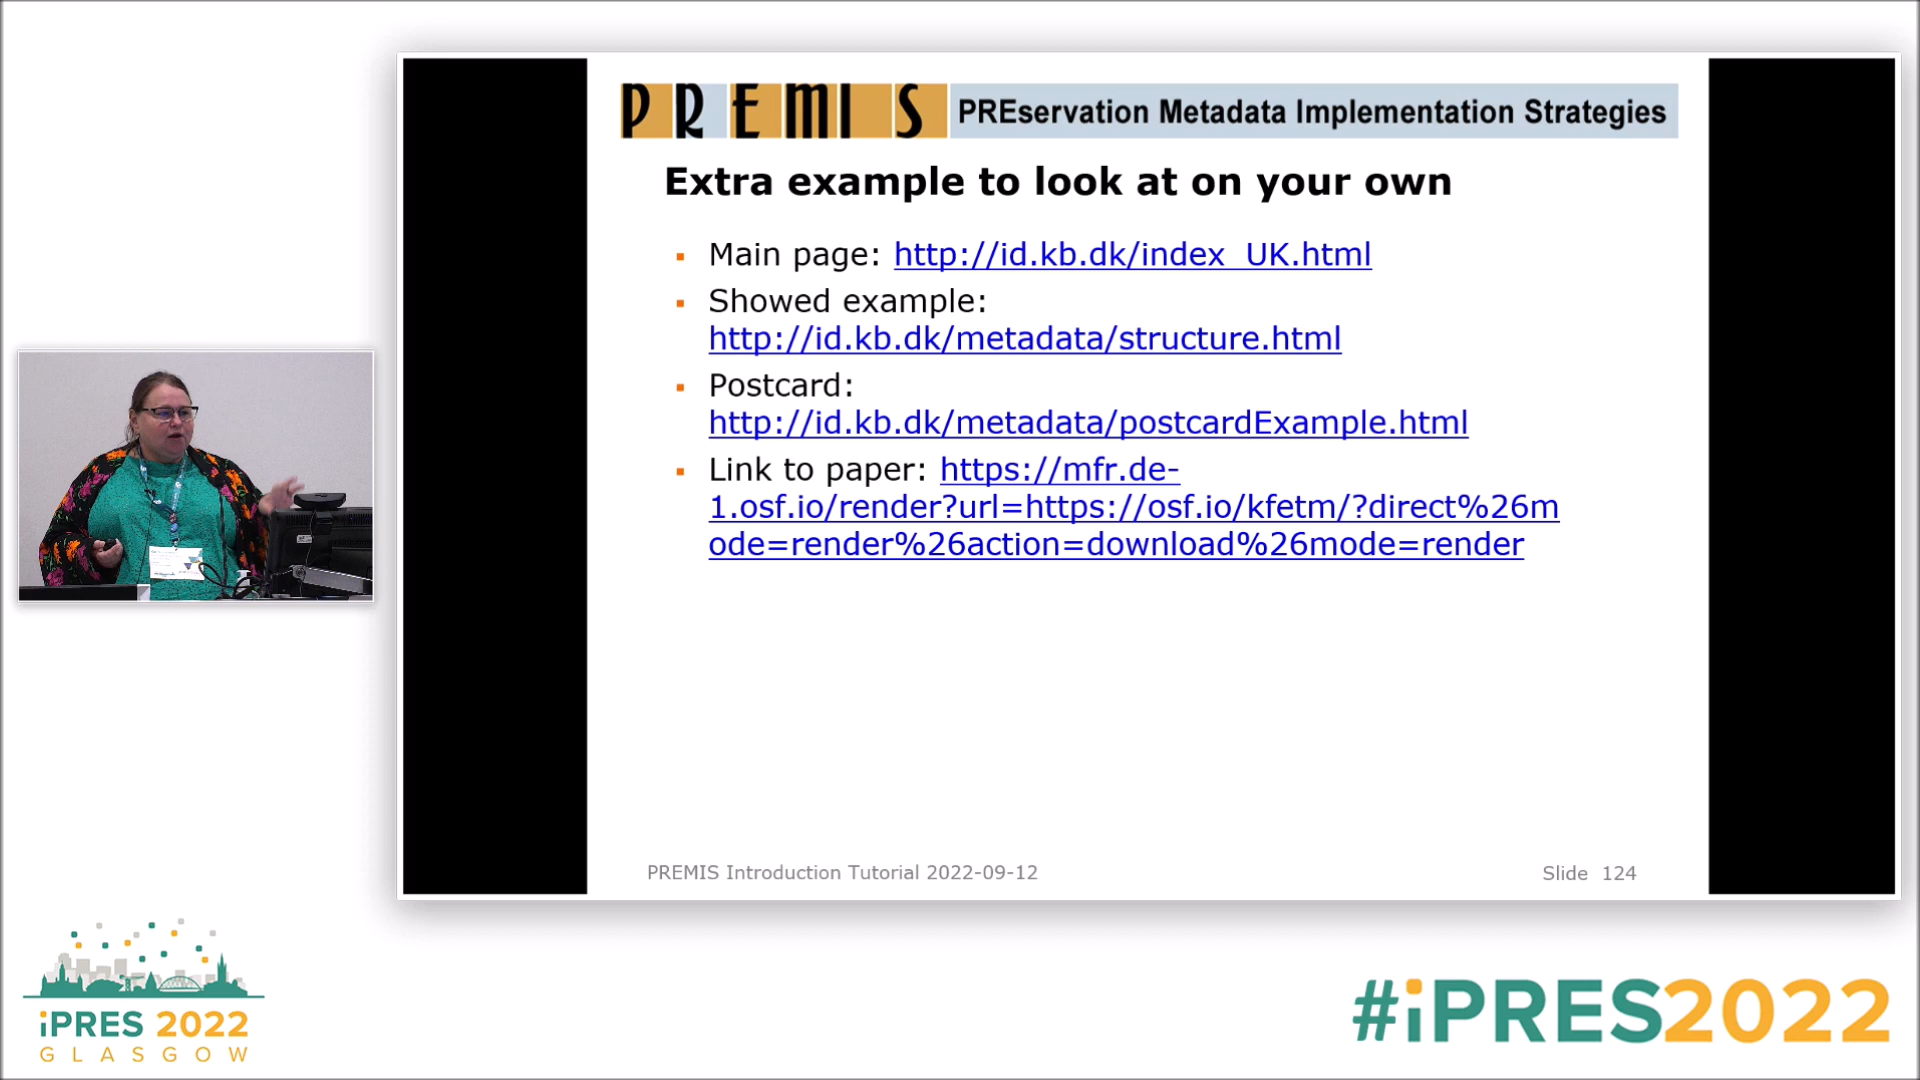 PREMIS PREservation Metadata Implementation Strategies
Extra example to look at on your own
▪ Main page: http://id.kb.dk/index_UK.html
▪ Showed example:
http://id.kb.dk/metadata/structure.html
▪ Postcard:
http://id.kb.dk/metadata/postcardExample.html
▪ Link to paper: https://mfr.de-
1.osf.io/render?url=https://osf.io/kfetm/?direct%26m
ode=render%26action=download%26mode=render
PREMIS Introduction Tutorial 2022-09-12
Slide 124
iPRES 2022
GLASGOW
#iPRES2022